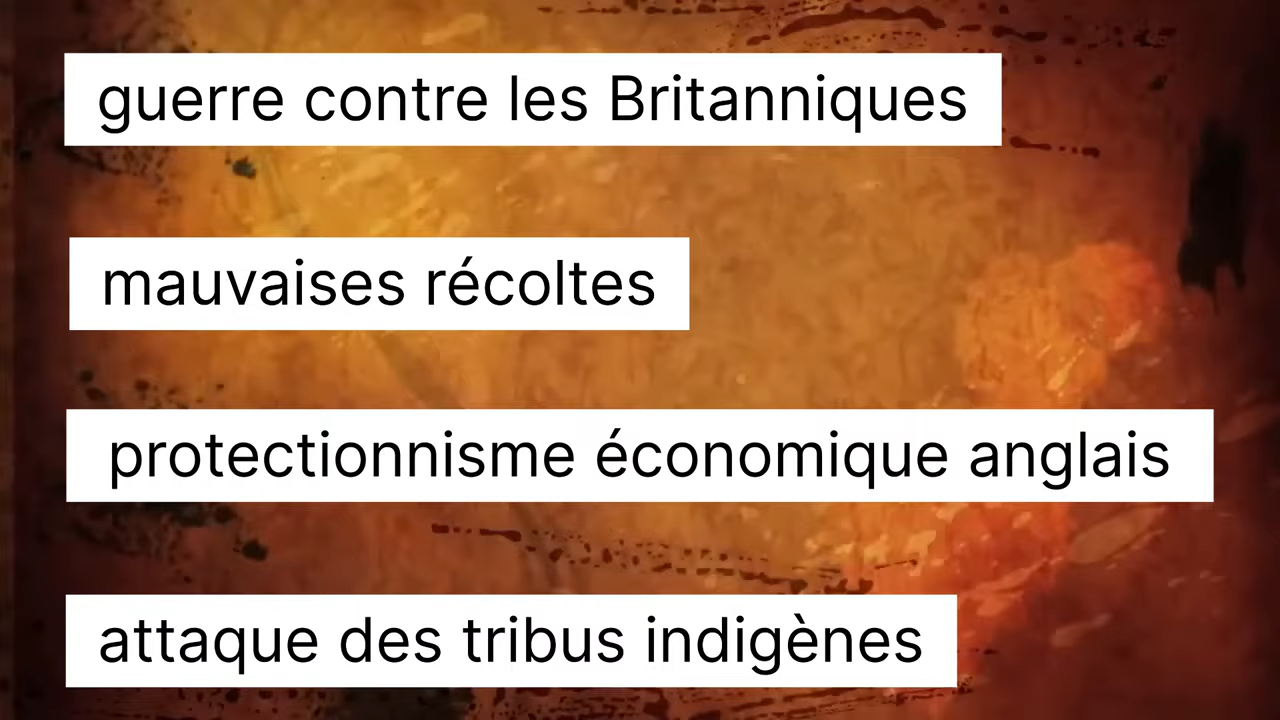 guerre contre les Britanniques
mauvaises récoltes
protectionnisme économique anglais
attaque des tribus indigènes